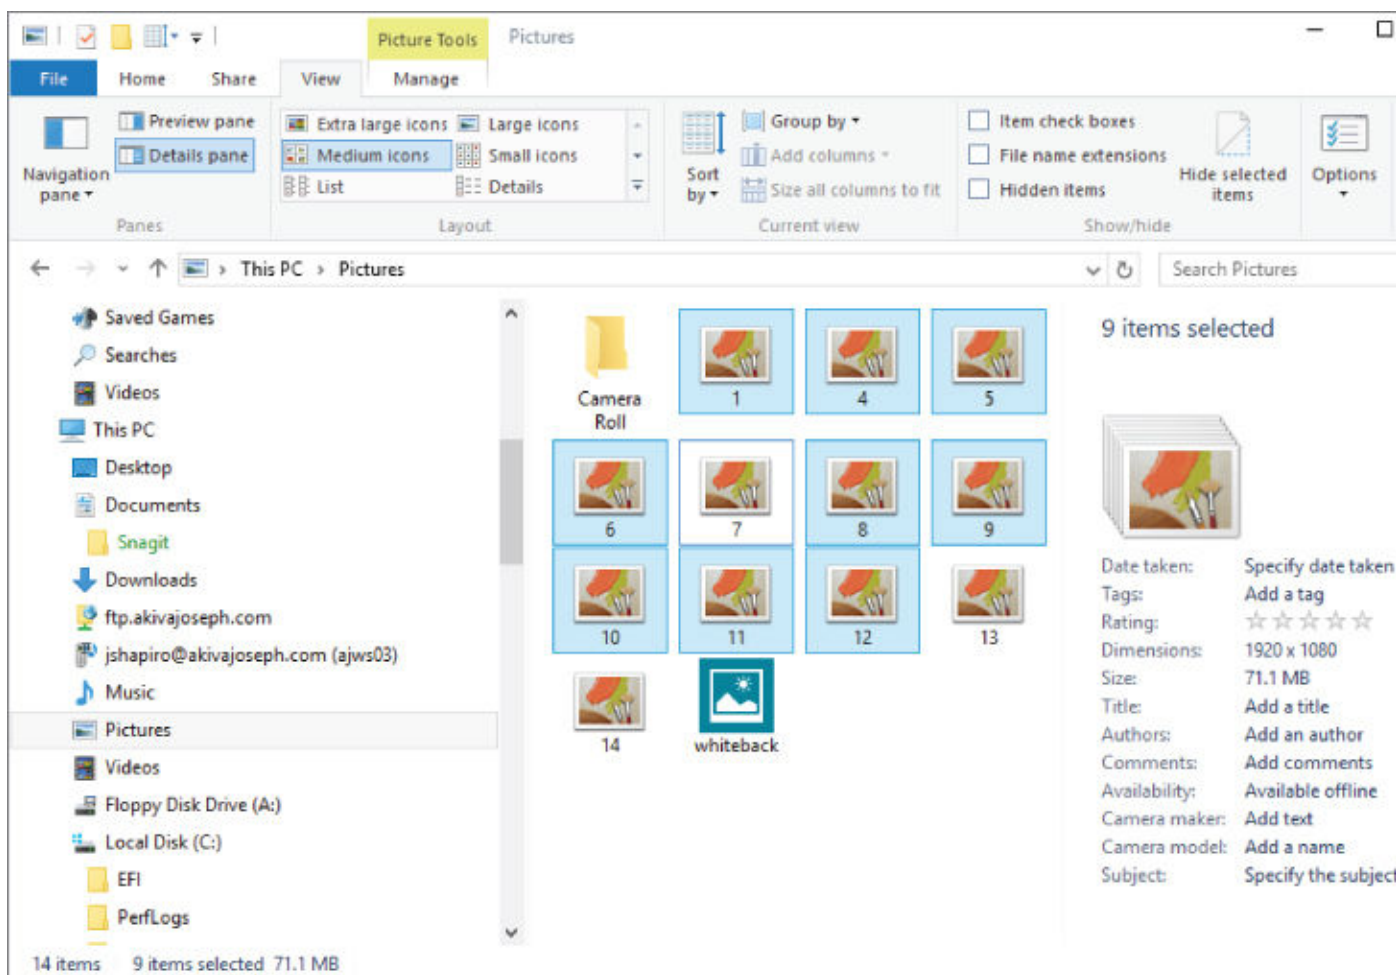 Picture Tools Pictures
File Home Share View Manage
Navigation pane
Preview pane
Details pane
Panes
Extra large icons Large icons
Medium icons Small icons
List Details
Layout
Sort by
Group by
Add columns
Size all columns to fit
Current view
Item check boxes
File name extensions
Hidden items
Hide selected items
Show/hide
Options
This PC Pictures
Search Pictures
Saved Games
Searches
Videos
This PC
Desktop
Documents
Snagit
Downloads
ftp.akivajoseph.com
jshapiro@akivajoseph.com (ajws03)
Music
Pictures
Videos
Floppy Disk Drive (A:)
Local Disk (C:)
EFI
PerfLogs
Camera Roll
1
4
5
6
7
8
9
10
11
12
13
14
whiteback
9 items selected
Date taken: Specify date taken
Tags: Add a tag
Rating:
Dimensions: 1920 x 1080
Size: 71.1 MB
Title: Add a title
Authors: Add an author
Comments: Add comments
Availability: Available offline
Camera maker: Add text
Camera model: Add a name
Subject: Specify the subject
14 items 9 items selected 71.1 MB